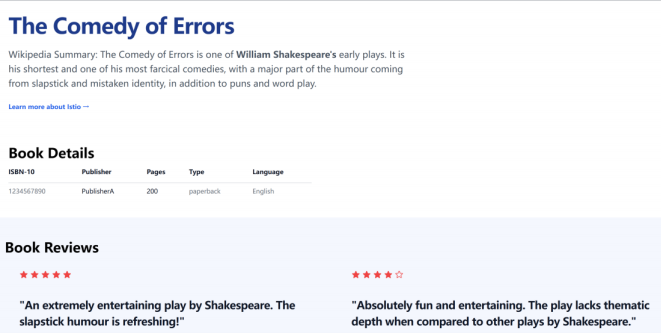 The Comedy of Errors
Wikipedia Summary: The Comedy of Errors is one of William Shakespeare's early plays. It is
his shortest and one of his most farcical comedies, with a major part of the humour coming
from slapstick and mistaken identity, in addition to puns and word play.
Learn more about Istio →
Book Details
ISBN-10 Publisher Pages Type Language
1234567890 PublisherA 200 paperback English
Book Reviews
"An extremely entertaining play by Shakespeare. The
slapstick humour is refreshing!"
"Absolutely fun and entertaining. The play lacks thematic
depth when compared to other plays by Shakespeare."